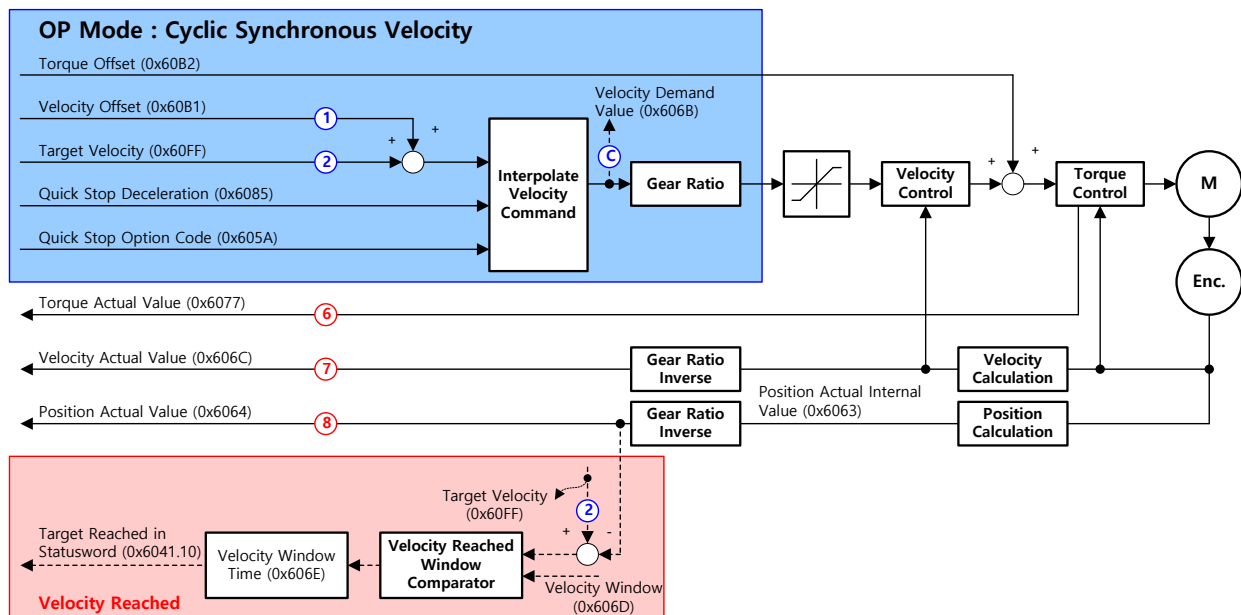 OP Mode : Cyclic Synchronous Velocity
Torque Offset (0x60B2)
Velocity Offset (0x60B1)
1
+
Target Velocity (0x60FF)
2
+
Quick Stop Deceleration (0x6085)
Quick Stop Option Code (0x605A)
Interpolate
Velocity
Command
Velocity Demand
Value (0x606B)
C
Gear Ratio
Velocity
Control
+
+
Torque
Control
M
Enc.
Torque Actual Value (0x6077)
6
Velocity Actual Value (0x606C)
7
Gear Ratio
Inverse
Velocity
Calculation
Position Actual Value (0x6064)
8
Gear Ratio
Inverse
Position Actual Internal
Value (0x6063)
Position
Calculation
Target Velocity
(0x60FF)
2
+
-
Target Reached in
Statusword (0x6041.10)
Velocity Window
Time (0x606E)
Velocity Reached
Window
Comparator
Velocity Window
(0x606D)
Velocity Reached